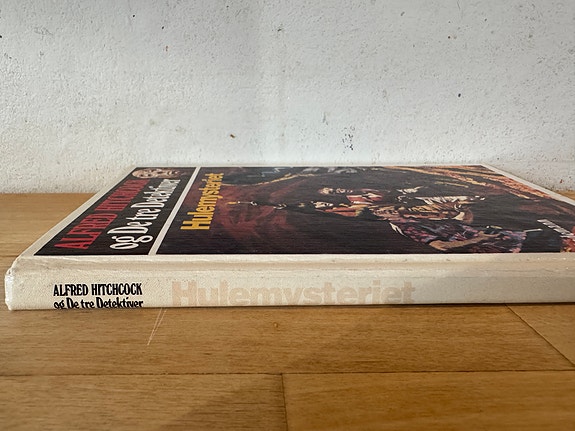 ALFRED HITCHCOCK
og De tre Detektiver
Hulemysteriet
ALFRED HITCHCOCK
og De tre Detektiver
Hulemysteriet